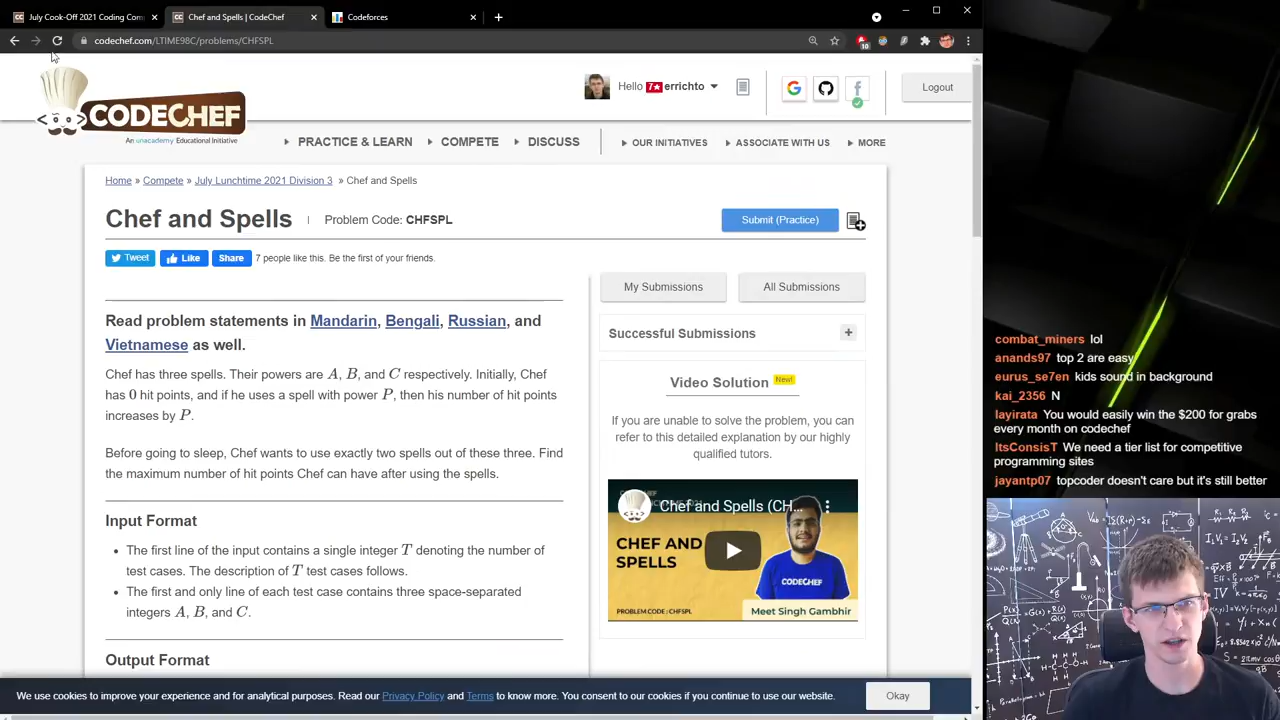 July Cook-Off 2021 Coding Com
Chef and Spells | CodeChef
Codeforces
codechef.com/LTIME98C/problems/CHFSPL
10
CODECHEF
An unacademy Educational Initiative
Hello 7★ errichto
Logout
PRACTICE & LEARN
COMPETE
DISCUSS
OUR INITIATIVES
ASSOCIATE WITH US
MORE
Home » Compete » July Lunchtime 2021 Division 3 » Chef and Spells
Chef and Spells
Problem Code: CHFSPL
Submit (Practice)
Tweet
Like
Share
7 people like this. Be the first of your friends.
Read problem statements in Mandarin, Bengali, Russian, and
Vietnamese as well.
Chef has three spells. Their powers are A, B, and C respectively. Initially, Chef
has 0 hit points, and if he uses a spell with power P, then his number of hit points
increases by P.
Before going to sleep, Chef wants to use exactly two spells out of these three. Find
the maximum number of hit points Chef can have after using the spells.
Input Format
The first line of the input contains a single integer T denoting the number of
test cases. The description of T test cases follows.
The first and only line of each test case contains three space-separated
integers A, B, and C.
Output Format
My Submissions
All Submissions
Successful Submissions
Video Solution New!
If you are unable to solve the problem, you can
refer to this detailed explanation by our highly
qualified tutors.
Chef and Spells (CH...
CHEF AND
SPELLS
CODECHEF
PROBLEM CODE | CHFSPL
Meet Singh Gambhir
We use cookies to improve your experience and for analytical purposes. Read our Privacy Policy and Terms to know more. You consent to our cookies if you continue to use our website.
Okay
combat_miners lol
anands97 top 2 are easy
eurus_se7en kids sound in background
kai_2356 N
layirata You would easily win the $200 for grabs
every month on codechef
ItsConsisT We need a tier list for competitive
programming sites
jayantp07 topcoder doesn't care but it's still better